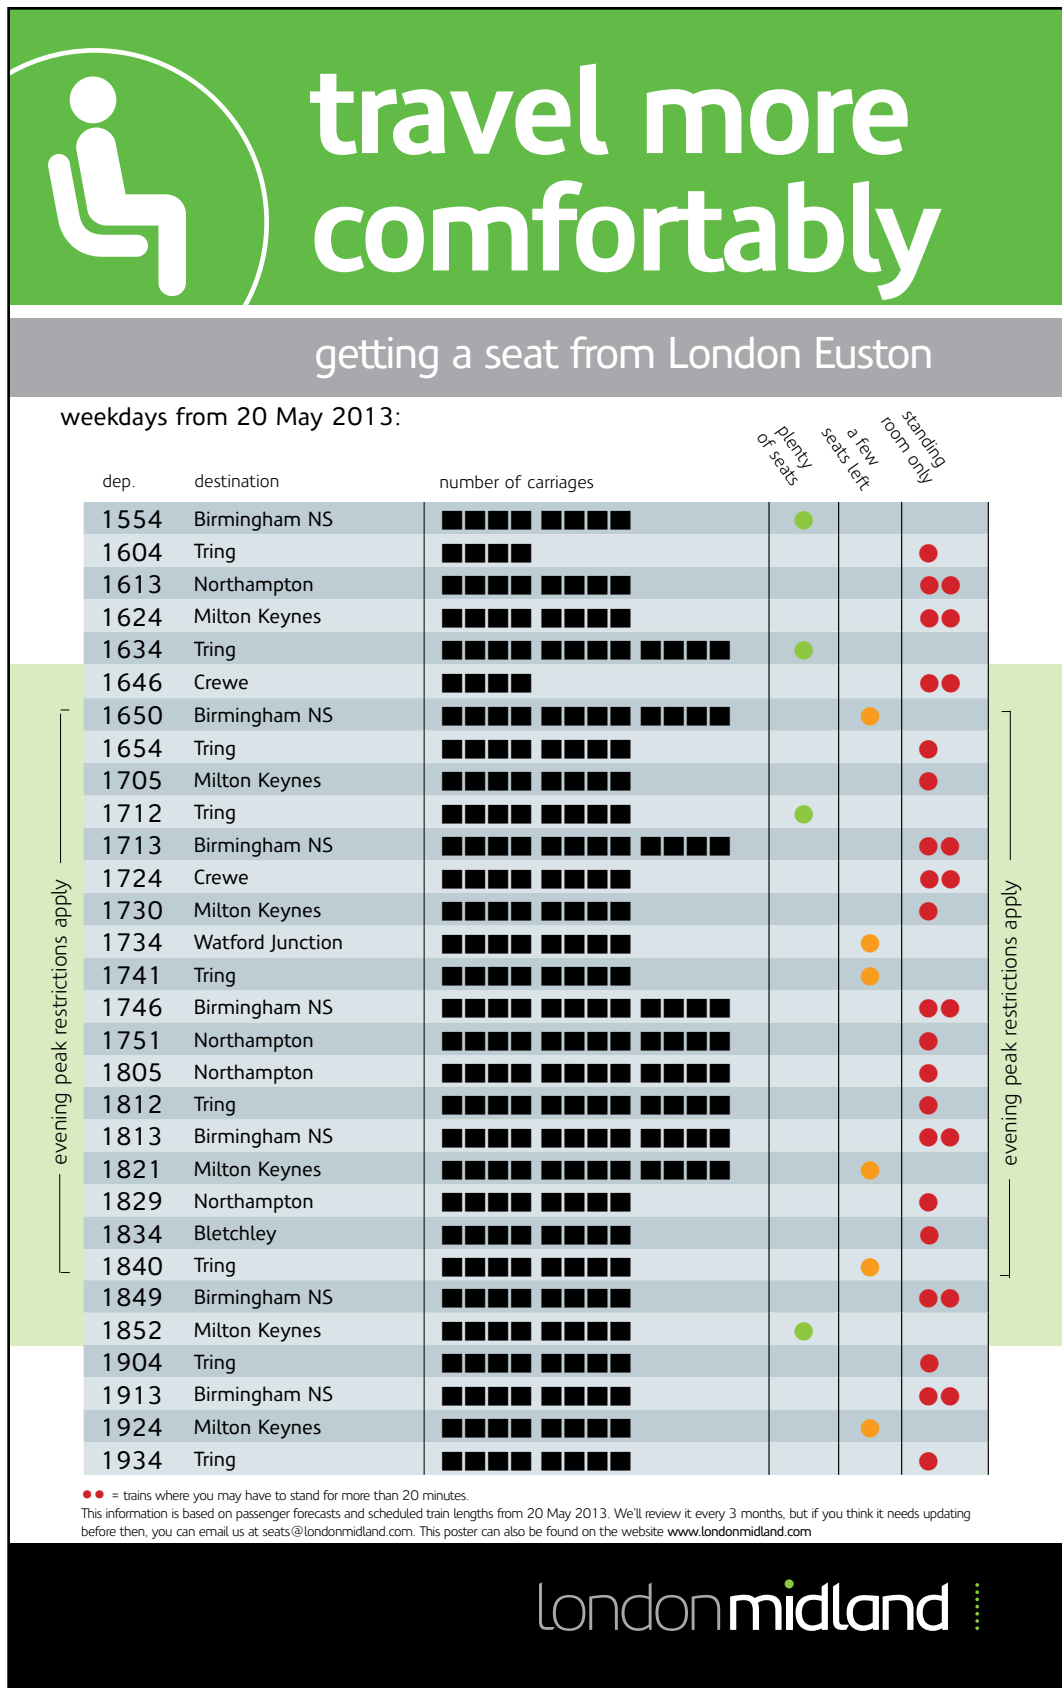 travel more
comfortably
getting a seat from London Euston
weekdays from 20 May 2013:
plenty
of seats
a few
seats left
standing
room only
dep. destination number of carriages
1554 Birmingham NS
1604 Tring
1613 Northampton
1624 Milton Keynes
1634 Tring
1646 Crewe
1650 Birmingham NS
1654 Tring
1705 Milton Keynes
1712 Tring
1713 Birmingham NS
1724 Crewe
1730 Milton Keynes
1734 Watford Junction
1741 Tring
1746 Birmingham NS
1751 Northampton
1805 Northampton
1812 Tring
1813 Birmingham NS
1821 Milton Keynes
1829 Northampton
1834 Bletchley
1840 Tring
1849 Birmingham NS
1852 Milton Keynes
1904 Tring
1913 Birmingham NS
1924 Milton Keynes
1934 Tring
evening peak restrictions apply
evening peak restrictions apply
= trains where you may have to stand for more than 20 minutes.
This information is based on passenger forecasts and scheduled train lengths from 20 May 2013. We'll review it every 3 months, but if you think it needs updating
before then, you can email us at seats@londonmidland.com. This poster can also be found on the website www.londonmidland.com
londonmidland